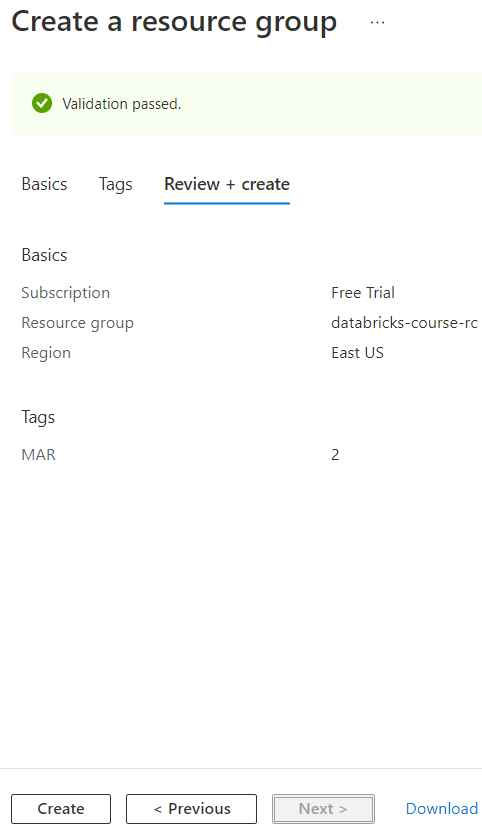 Create a resource group ...
Validation passed.
Basics Tags Review + create
Basics
Subscription Free Trial
Resource group databricks-course-rc
Region East US
Tags
MAR 2
Create < Previous Next > Download